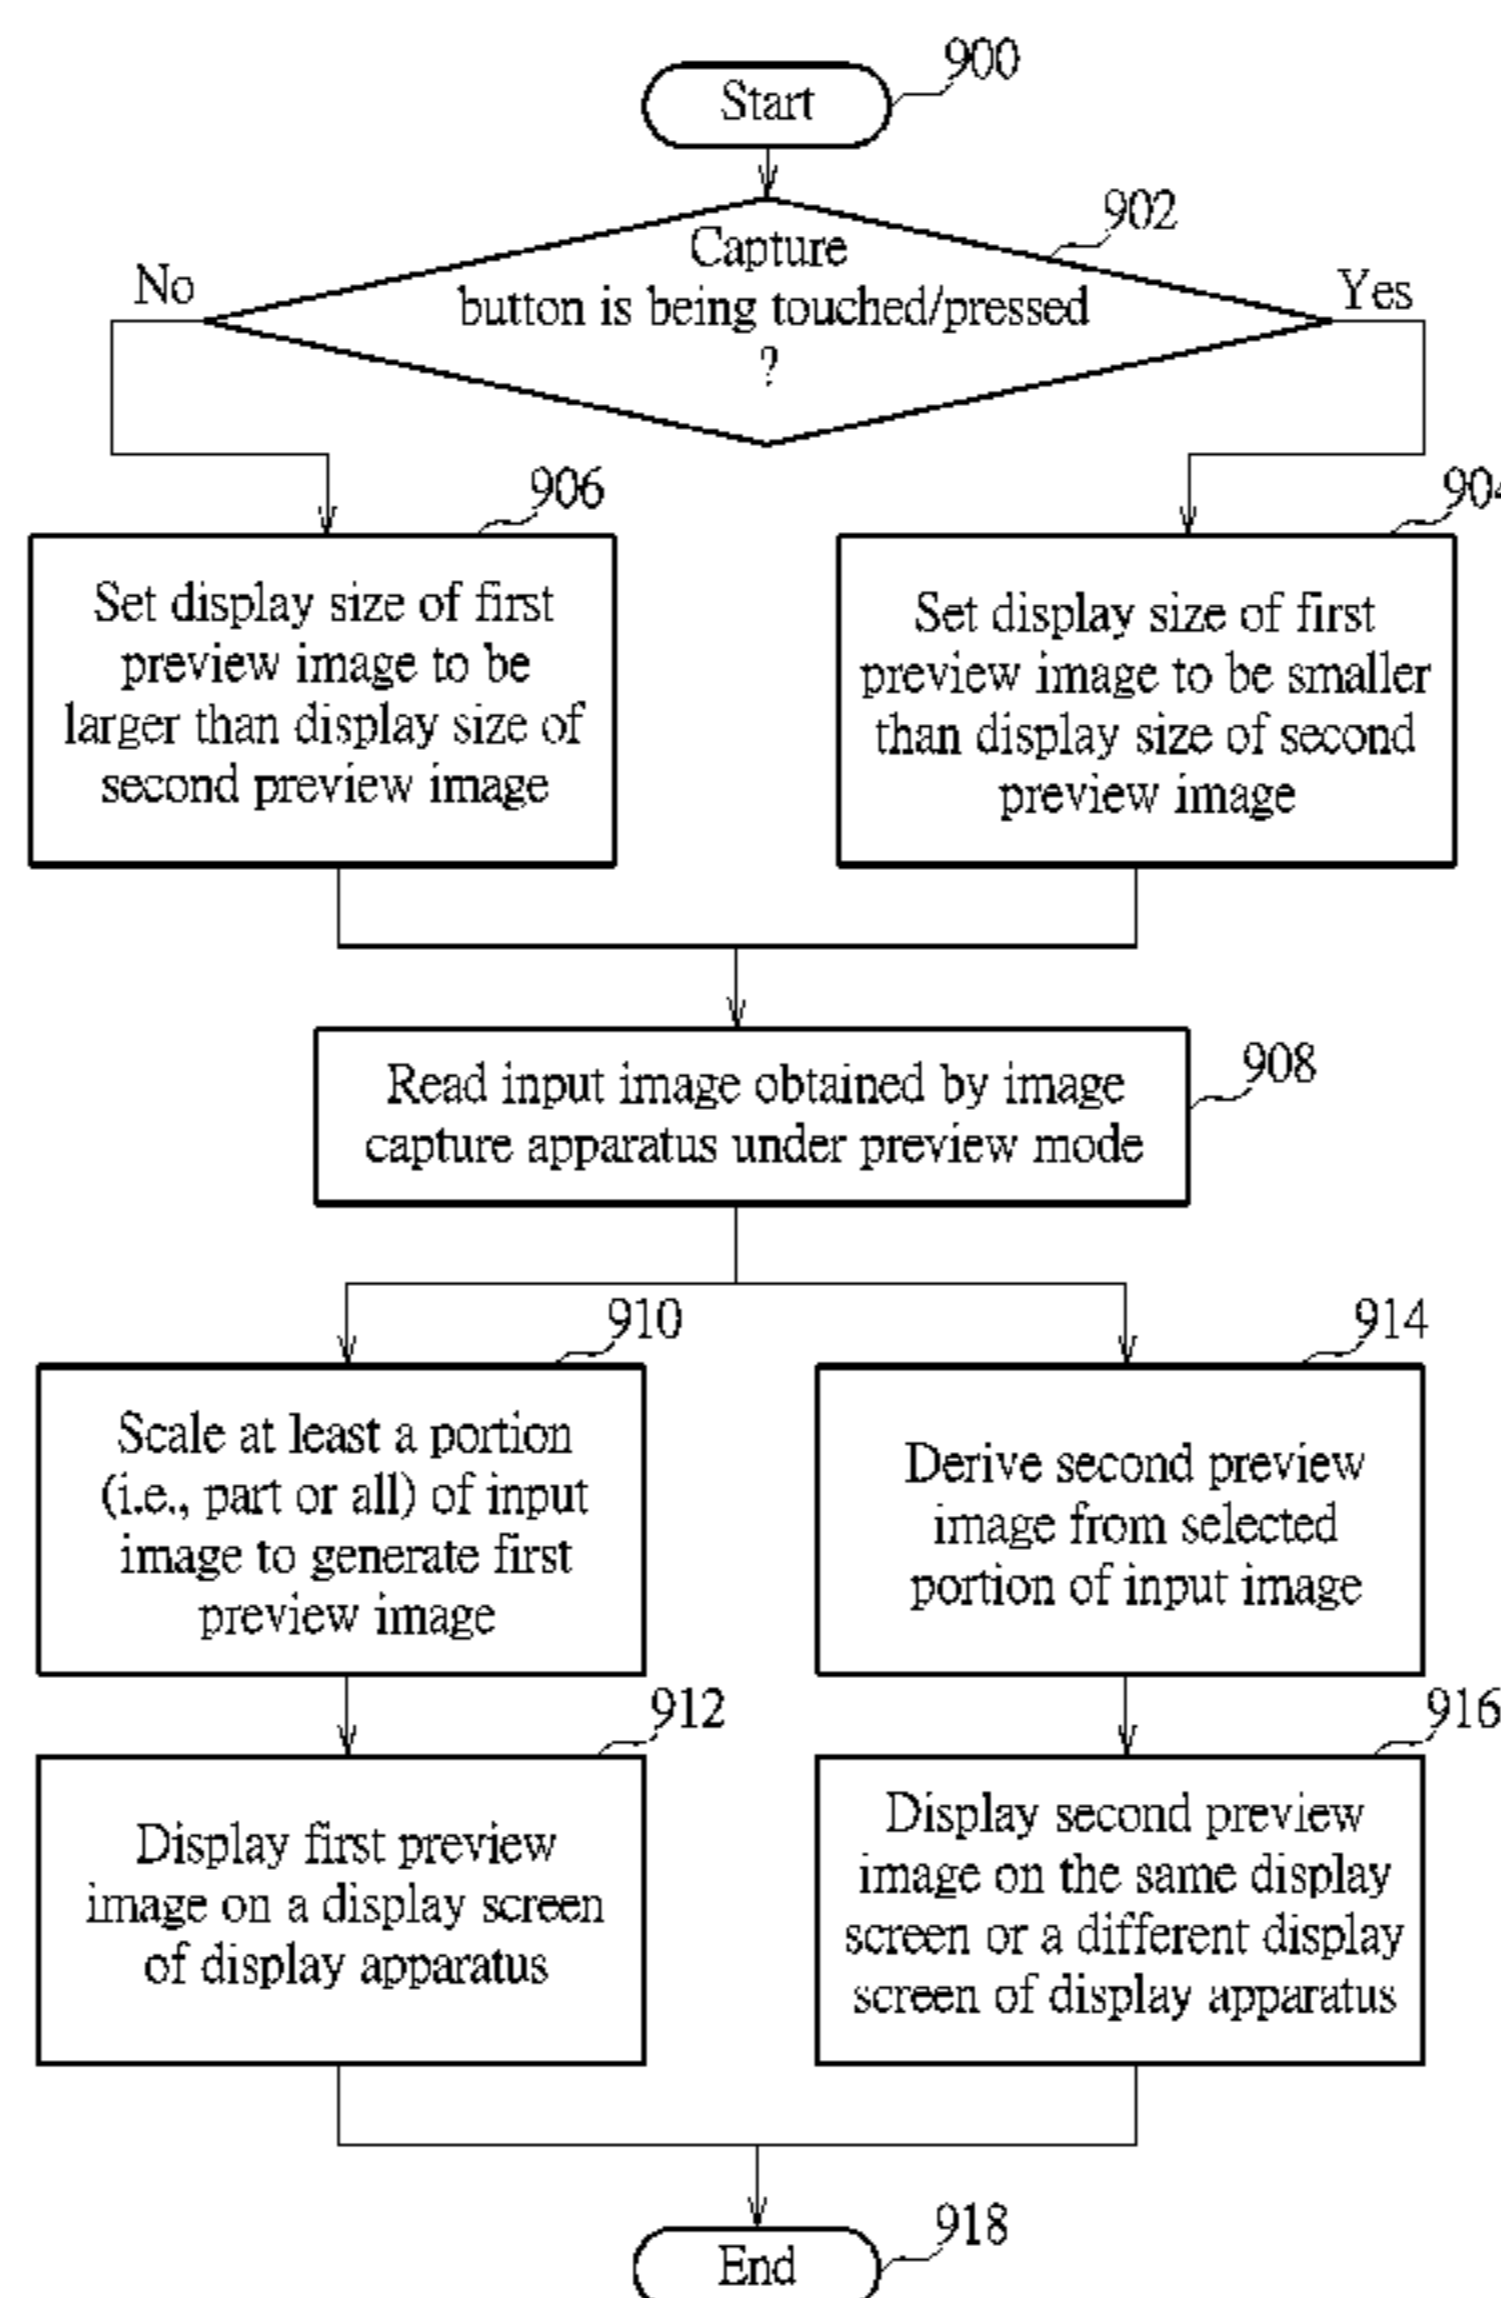 900
Start
902
Capture
button is being touched/pressed
?
No
Yes
906
Set display size of first
preview image to be
larger than display size of
second preview image
904
Set display size of first
preview image to be smaller
than display size of second
preview image
908
Read input image obtained by image
capture apparatus under preview mode
910
Scale at least a portion
(i.e., part or all) of input
image to generate first
preview image
914
Derive second preview
image from selected
portion of input image
912
Display first preview
image on a display screen
of display apparatus
916
Display second preview
image on the same display
screen or a different display
screen of display apparatus
918
End